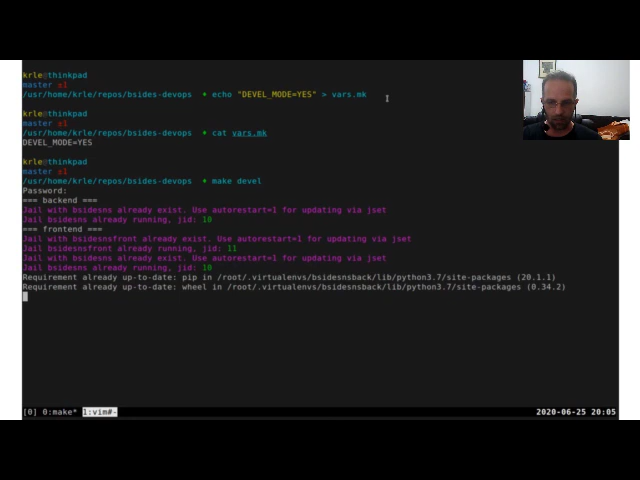 krle@thinkpad
master ±1
/usr/home/krle/repos/bsides-devops ♦ echo "DEVEL_MODE=YES" > vars.mk
krle@thinkpad
master ±1
/usr/home/krle/repos/bsides-devops ♦ cat vars.mk
DEVEL_MODE=YES
krle@thinkpad
master ±1
/usr/home/krle/repos/bsides-devops ♦ make devel
Password:
=== backend ===
Jail with bsidesns already exist. Use autorestart=1 for updating via jset
Jail bsidesns already running, jid: 10
=== frontend ===
Jail with bsidesnsfront already exist. Use autorestart=1 for updating via jset
Jail bsidesnsfront already running, jid: 11
Jail with bsidesns already exist. Use autorestart=1 for updating via jset
Jail bsidesns already running, jid: 10
Requirement already up-to-date: pip in /root/.virtualenvs/bsidesnsback/lib/python3.7/site-packages (20.1.1)
Requirement already up-to-date: wheel in /root/.virtualenvs/bsidesnsback/lib/python3.7/site-packages (0.34.2)
[0] 0:make* 1:vim#- 2020-06-25 20:05